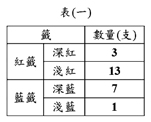 表(一)
籤 數量(支)
紅籤 深紅 3
淺紅 13
藍籤 深藍 7
淺藍 1